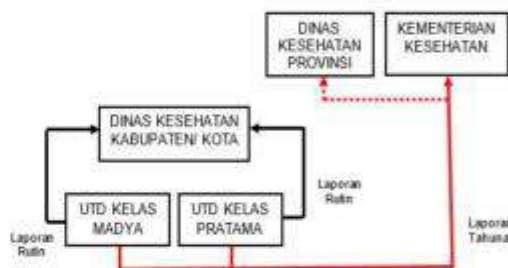 DINAS
KESEHATAN
PROVINSI
KEMENTERIAN
KESEHATAN
DINAS KESEHATAN
KABUPATEN/ KOTA
Laporan
Rutin
UTD KELAS
MADYA
UTD KELAS
PRATAMA
Laporan
Rutin
Laporan
Tahuna